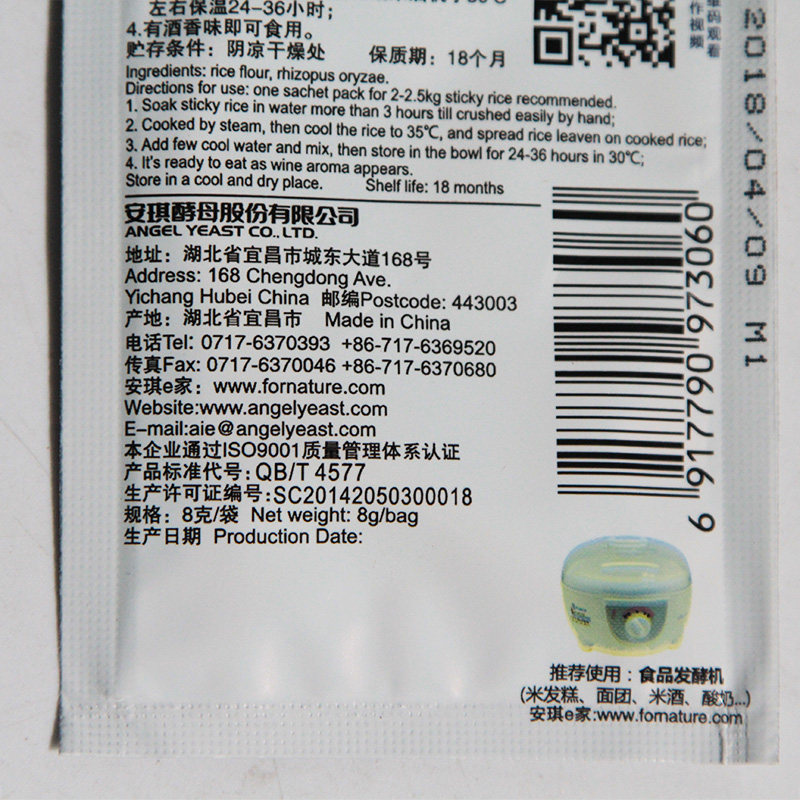 左右保温24-36小时；
4.有酒香味即可食用。
贮存条件：阴凉干燥处 保质期：18个月
Ingredients: rice flour, rhizopus oryzae.
Directions for use: one sachet pack for 2-2.5kg sticky rice recommended.
1. Soak sticky rice in water more than 3 hours till crushed easily by hand;
2. Cooked by steam, then cool the rice to 35℃, and spread rice leaven on cooked rice;
3. Add few cool water and mix, then store in the bowl for 24-36 hours in 30℃;
4. It's ready to eat as wine aroma appears.
Store in a cool and dry place. Shelf life: 18 months
安琪酵母股份有限公司
ANGEL YEAST CO., LTD.
地址：湖北省宜昌市城东大道168号
Address: 168 Chengdong Ave.
Yichang Hubei China 邮编Postcode: 443003
产地：湖北省宜昌市 Made in China
电话Tel: 0717-6370393 +86-717-6369520
传真Fax: 0717-6370046 +86-717-6370680
安琪e家：www.fornature.com
Website:www.angelyeast.com
E-mail:aie@angelyeast.com
本企业通过ISO9001质量管理体系认证
产品标准代号：QB/T 4577
生产许可证编号：SC20142050300018
规格：8克/袋 Net weight: 8g/bag
生产日期 Production Date:
码观看
作视频
2018/04/09 M1
9 917790 973060
推荐使用：食品发酵机
(米发糕、面团、米酒、酸奶...)
安琪e家:www.fornature.com